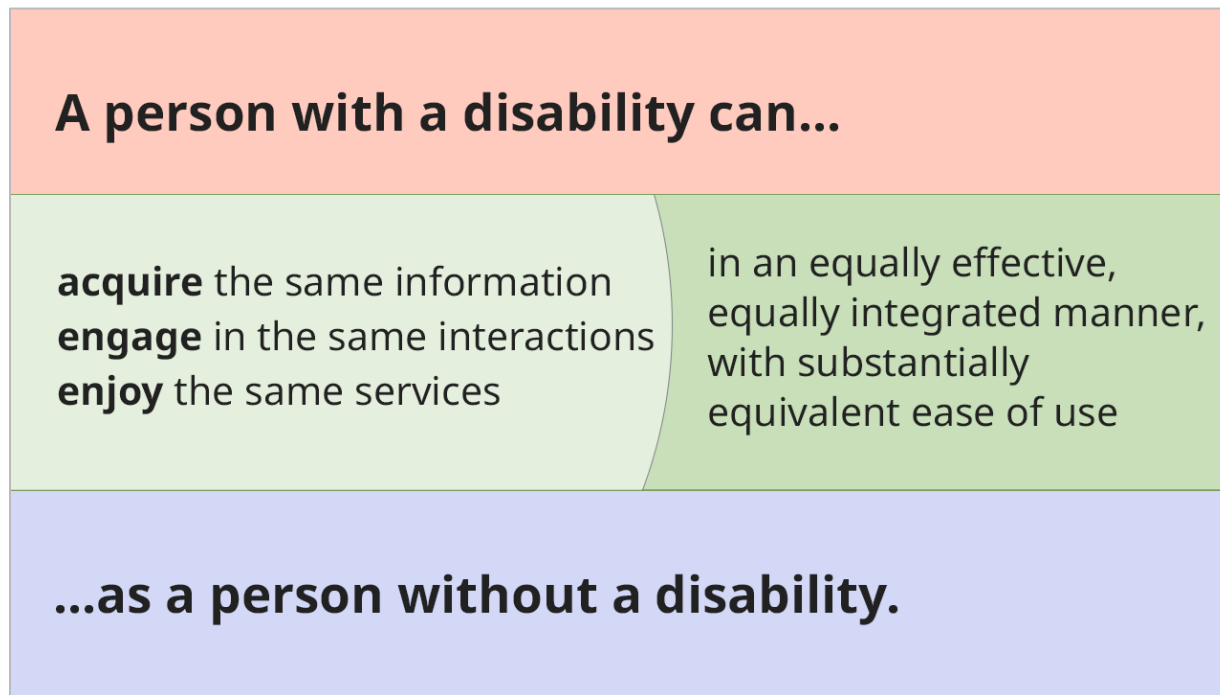 A person with a disability can...
acquire the same information
engage in the same interactions
enjoy the same services
in an equally effective,
equally integrated manner,
with substantially
equivalent ease of use
...as a person without a disability.